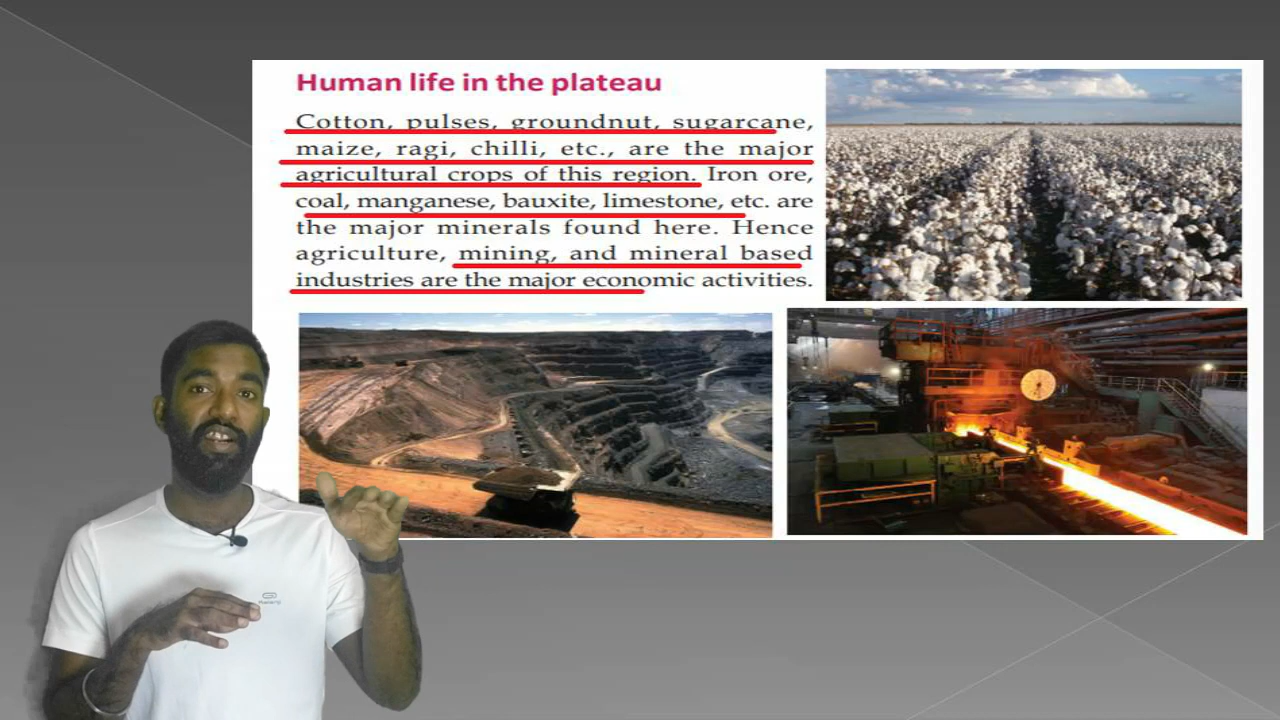 Human life in the plateau
Cotton, pulses, groundnut, sugarcane,
maize, ragi, chilli, etc., are the major
agricultural crops of this region. Iron ore,
coal, manganese, bauxite, limestone, etc. are
the major minerals found here. Hence
agriculture, mining, and mineral based
industries are the major economic activities.